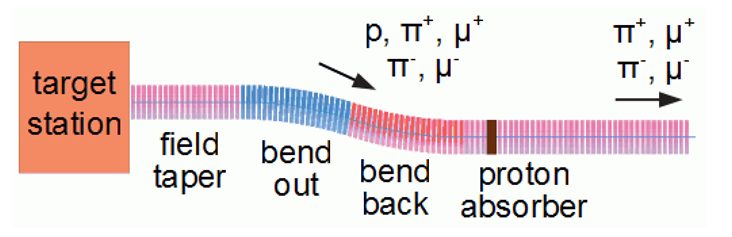 target
station
field
taper
bend
out
p, π⁺, μ⁺
π⁻, μ⁻
bend
back
proton
absorber
π⁺, μ⁺
π⁻, μ⁻